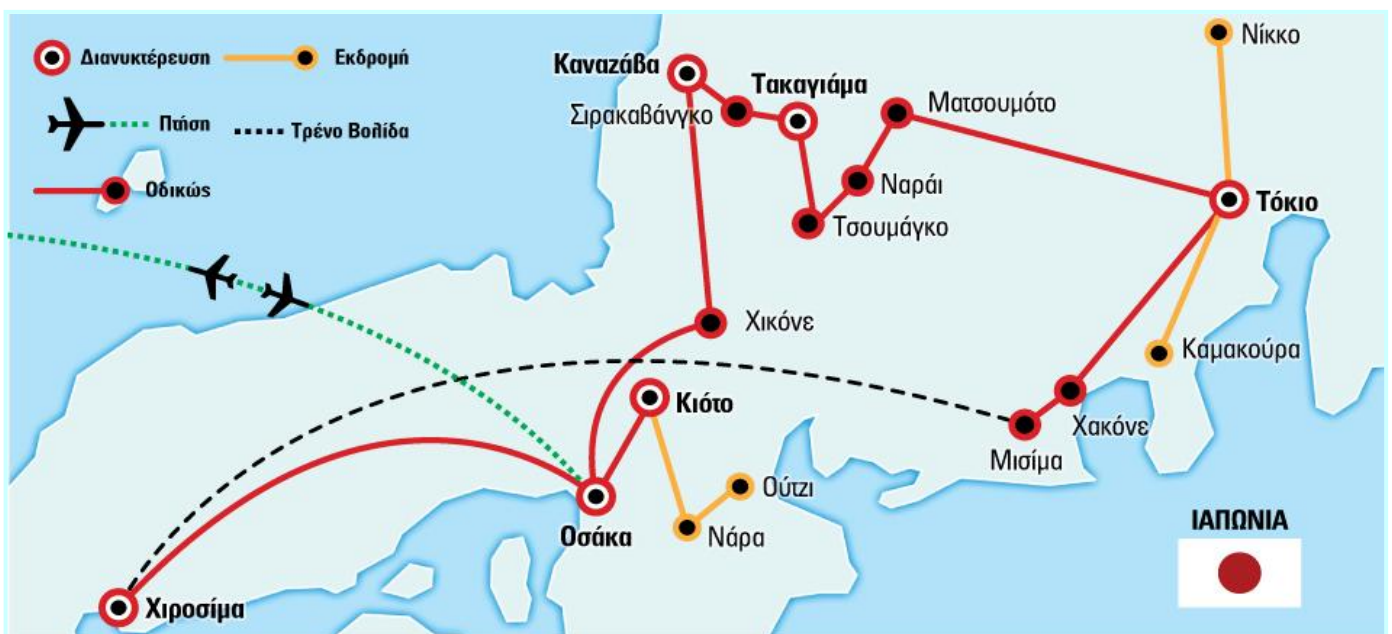 Διανυκτέρευση
Εκδρομή
Πτήση
Τρένο Βολίδα
Οδικώς
Καναζάβα
Τακαγιάμα
Σιρακαβάνγκο
Ματσουμότο
Νίκκο
Ναράι
Τσουμάγκο
Τόκιο
Χικόνε
Καμακούρα
Κιότο
Χακόνε
Μισίμα
Ούτζι
Οσάκα
Νάρα
ΙΑΠΩΝΙΑ
Χιροσίμα